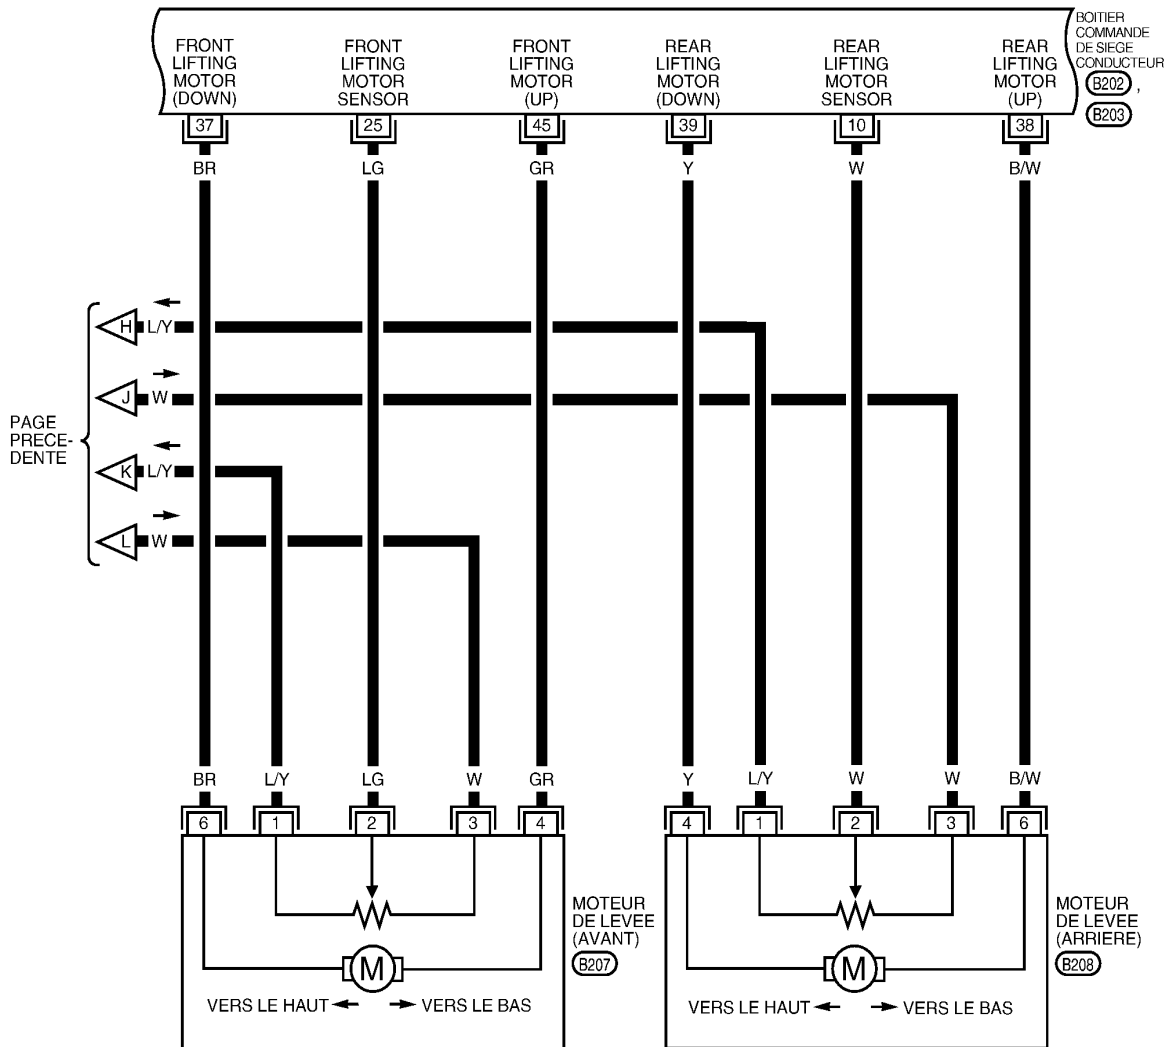 FRONT
LIFTING
MOTOR
(DOWN)
FRONT
LIFTING
MOTOR
SENSOR
FRONT
LIFTING
MOTOR
(UP)
REAR
LIFTING
MOTOR
(DOWN)
REAR
LIFTING
MOTOR
SENSOR
REAR
LIFTING
MOTOR
(UP)
BOITIER
COMMANDE
DE SIEGE
CONDUCTEUR
B202 ,
B203
37 25 45 39 10 38
BR LG GR Y W B/W
H L/Y
J W
PAGE
PRECE-
DENTE
K L/Y
L W
BR L/Y LG W GR Y L/Y W W B/W
6 1 2 3 4 4 1 2 3 6
MOTEUR
DE LEVEE
(AVANT)
B207
MOTEUR
DE LEVEE
(ARRIERE)
B208
M
M
VERS LE HAUT VERS LE BAS
VERS LE HAUT VERS LE BAS